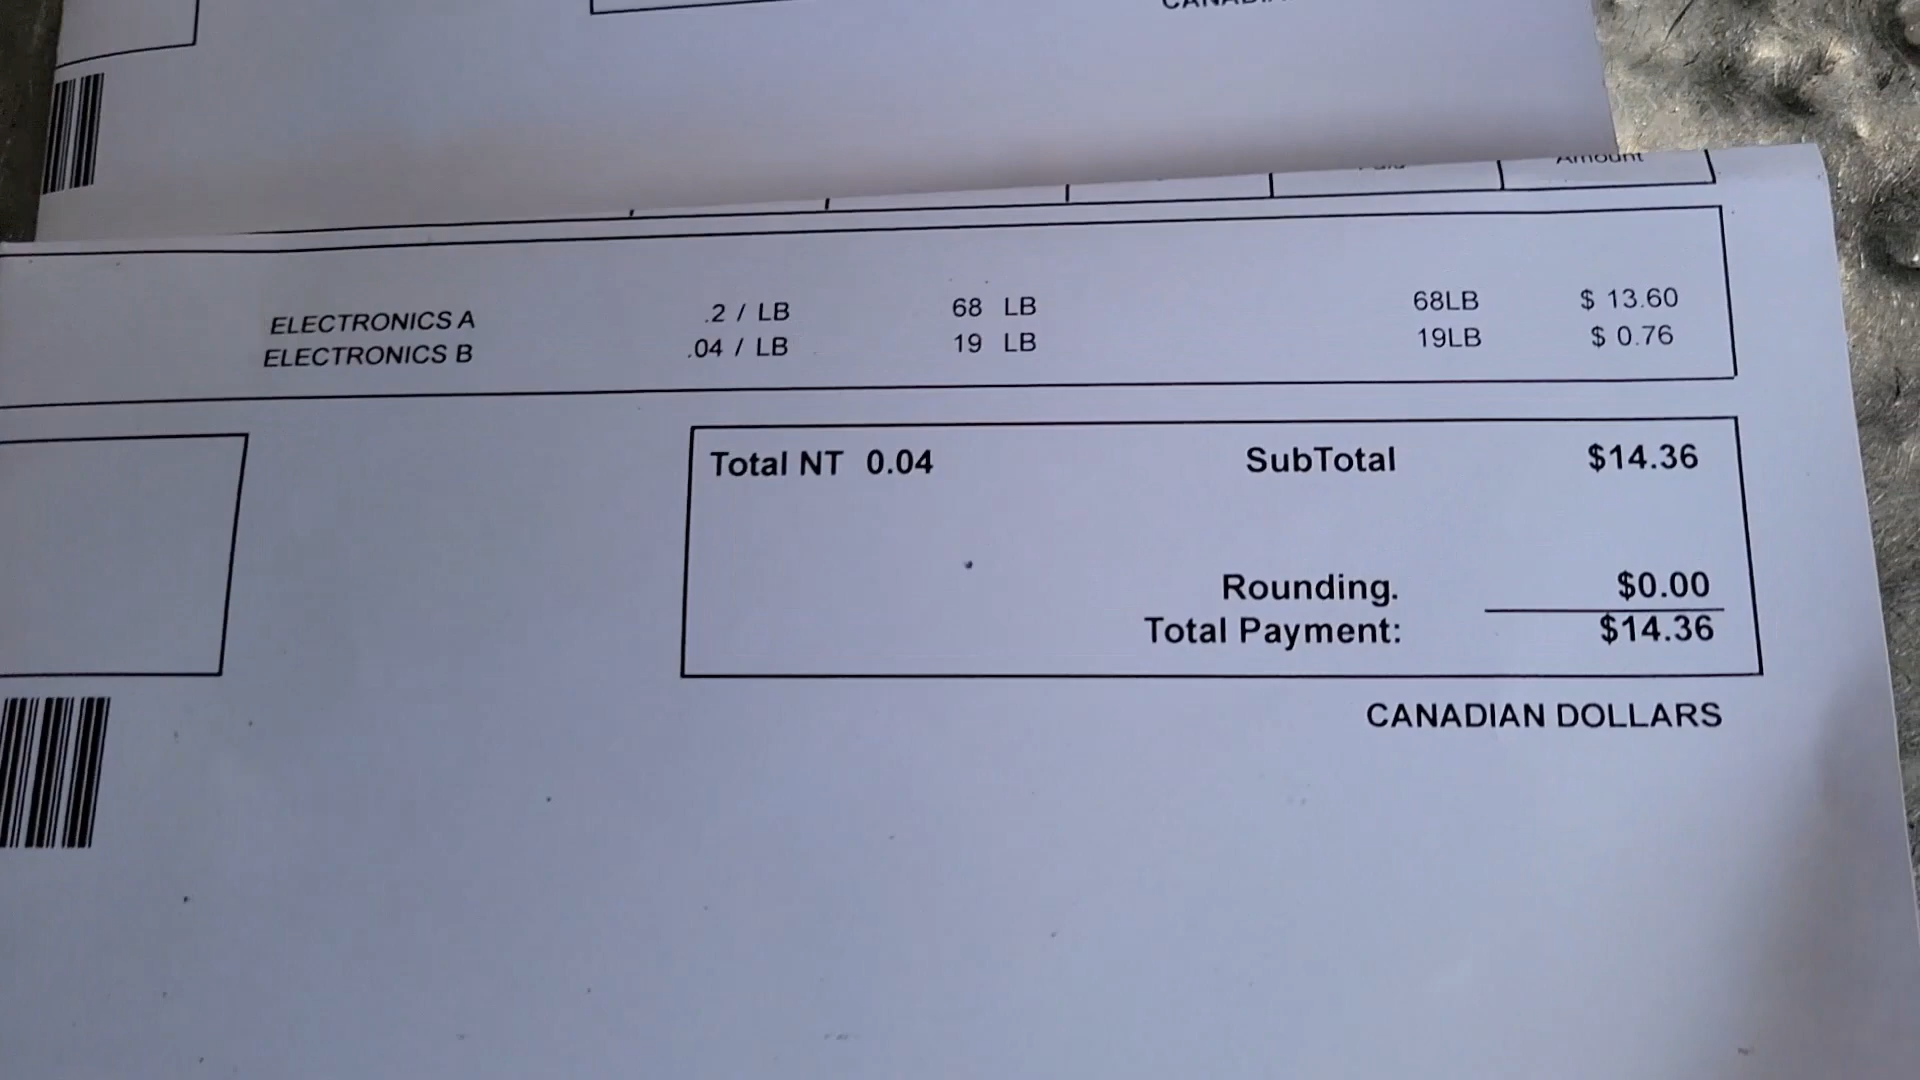 Amount
ELECTRONICS A .2 / LB 68 LB 68LB $ 13.60
ELECTRONICS B .04 / LB 19 LB 19LB $ 0.76
Total NT 0.04 SubTotal $14.36
Rounding. $0.00
Total Payment: $14.36
CANADIAN DOLLARS